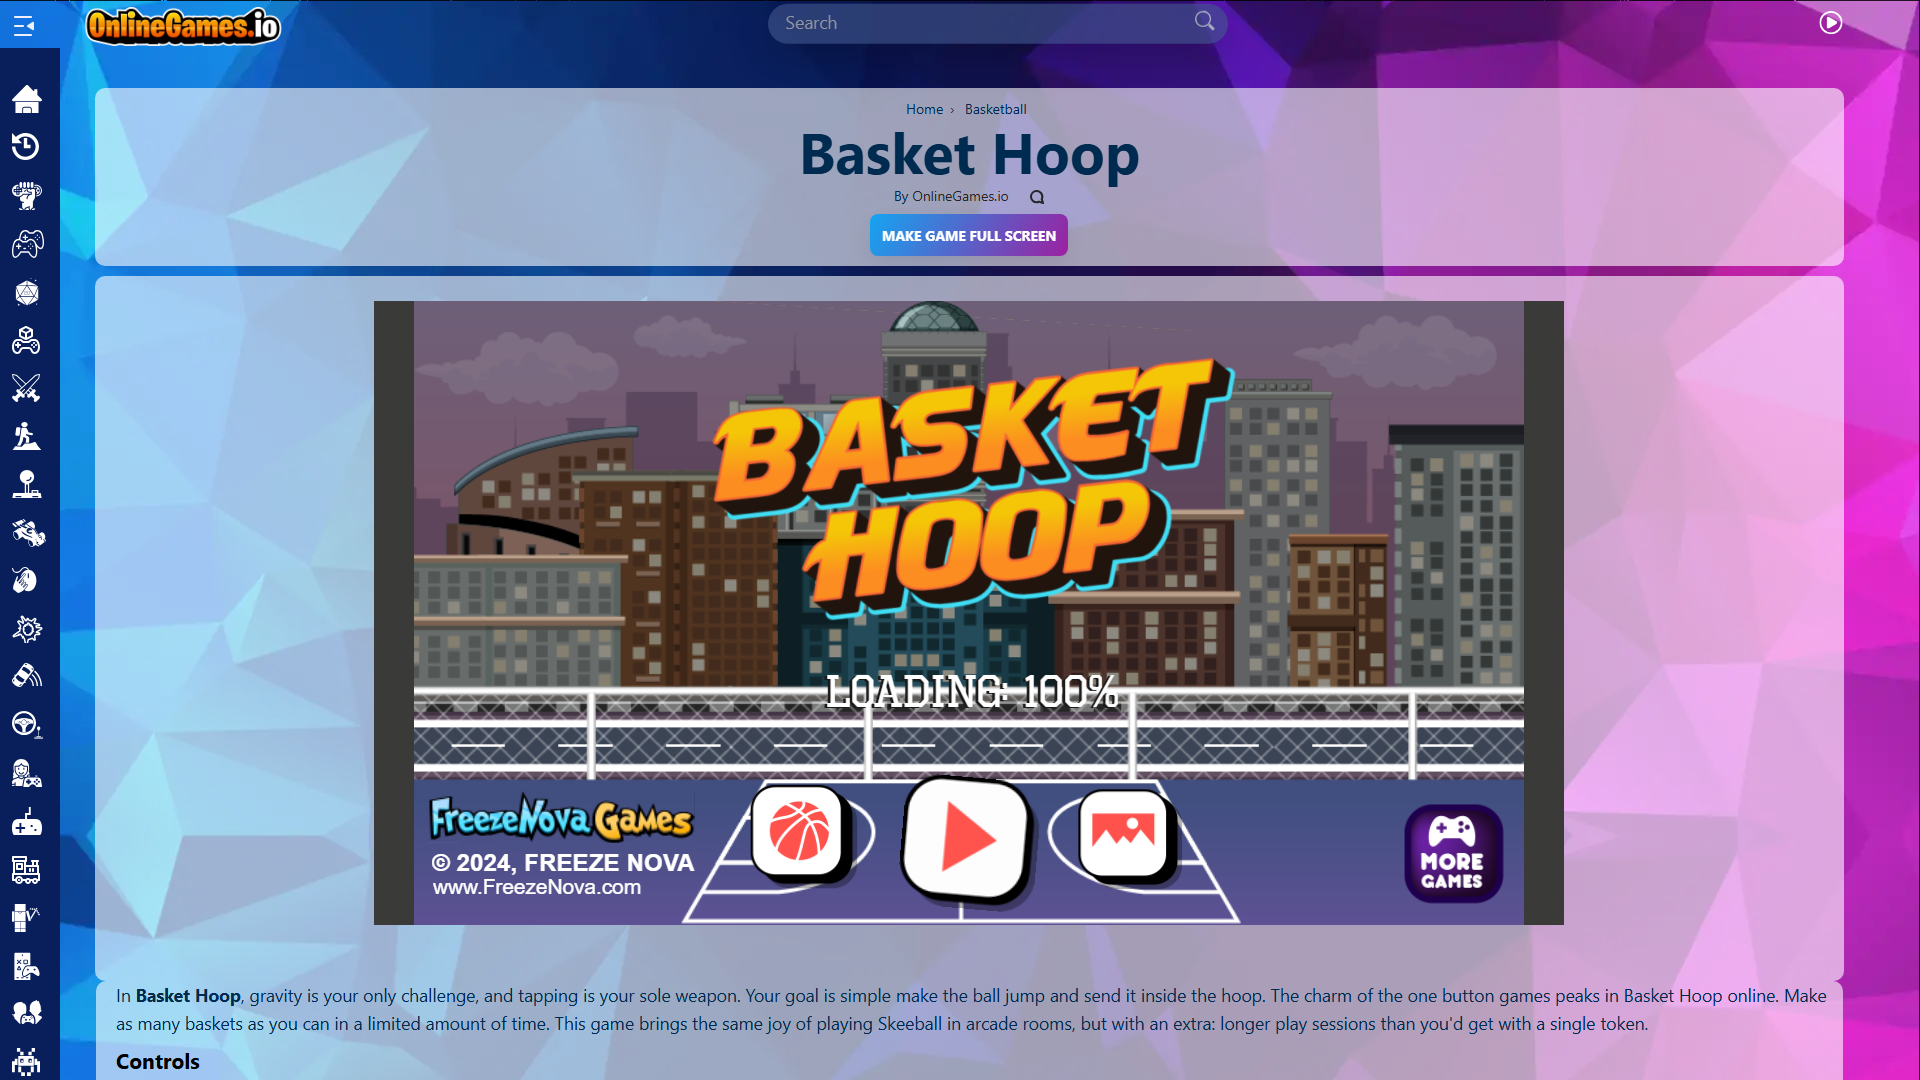 OnlineGames.io
Search
Home › Basketball
Basket Hoop
By OnlineGames.io
MAKE GAME FULL SCREEN
BASKET
HOOP
LOADING: 100%
FreezeNova Games
© 2024, FREEZE NOVA
www.FreezeNova.com
MORE
GAMES
In Basket Hoop, gravity is your only challenge, and tapping is your sole weapon. Your goal is simple make the ball jump and send it inside the hoop. The charm of the one button games peaks in Basket Hoop online. Make
as many baskets as you can in a limited amount of time. This game brings the same joy of playing Skeeball in arcade rooms, but with an extra: longer play sessions than you'd get with a single token.
Controls